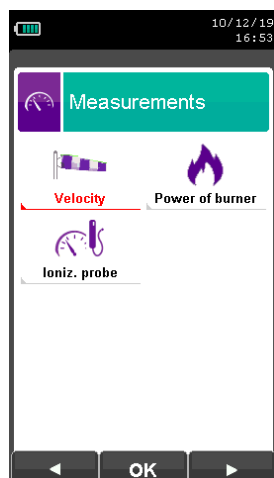 10/12/19
16:53
Measurements
Velocity
Power of burner
Ioniz. probe
OK